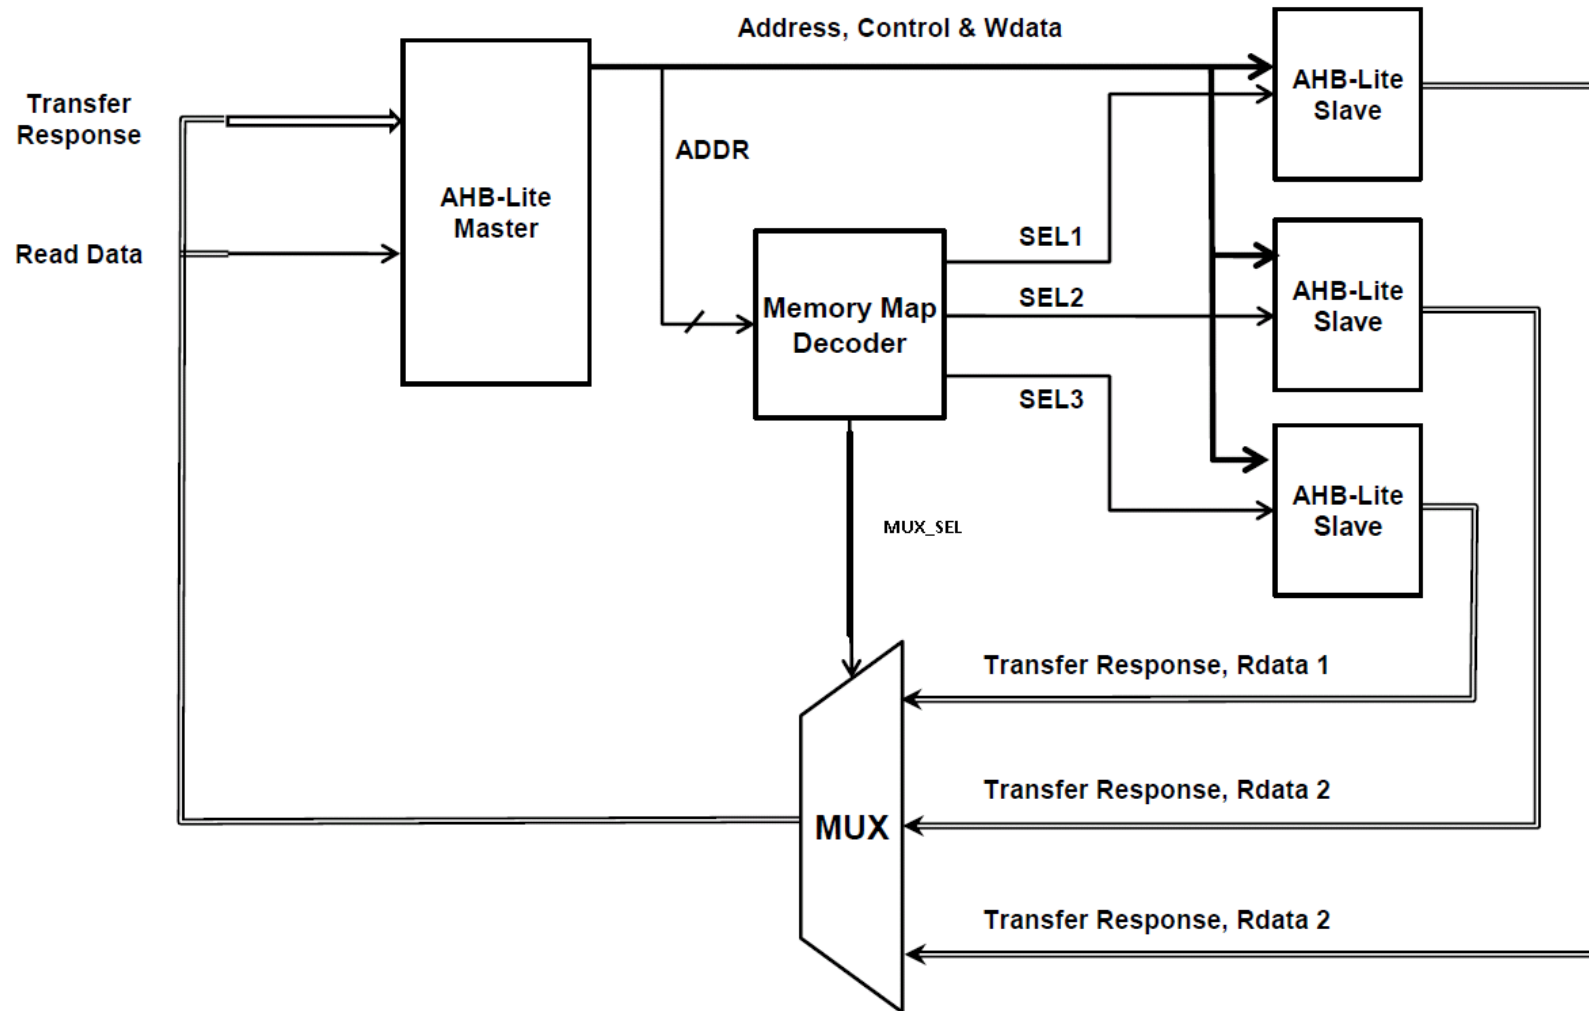 Address, Control & Wdata
AHB-Lite
Slave
Transfer
Response
ADDR
AHB-Lite
Master
Read Data
SEL1
Memory Map
Decoder
SEL2
SEL3
AHB-Lite
Slave
AHB-Lite
Slave
MUX_SEL
Transfer Response, Rdata 1
Transfer Response, Rdata 2
MUX
Transfer Response, Rdata 2